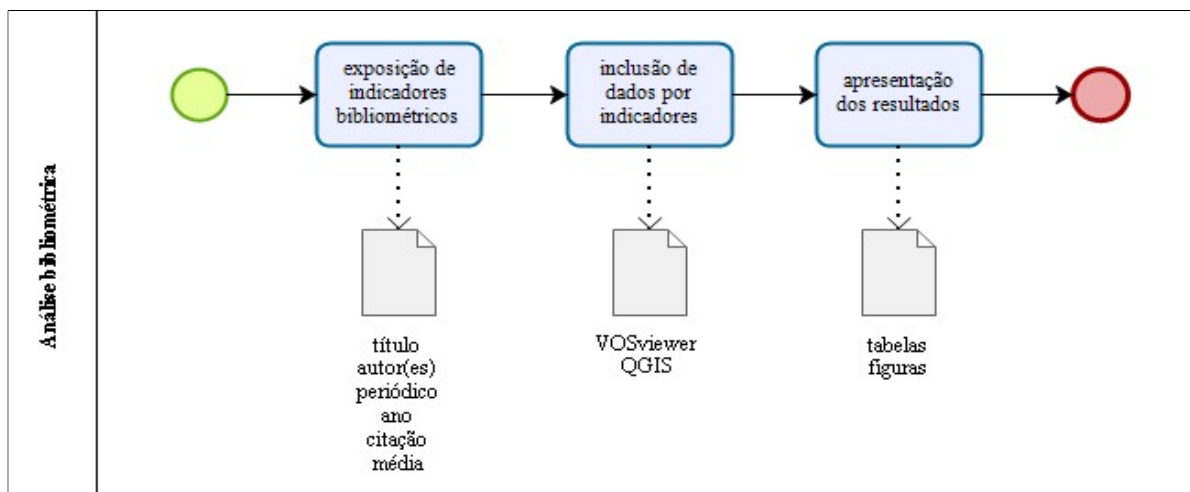 Análise bibliométrica
exposição de
indicadores
bibliométricos
inclusão de
dados por
indicadores
apresentação
dos resultados
título
autor(es)
periódico
ano
citação
média
VOSviewer
QGIS
tabelas
figuras